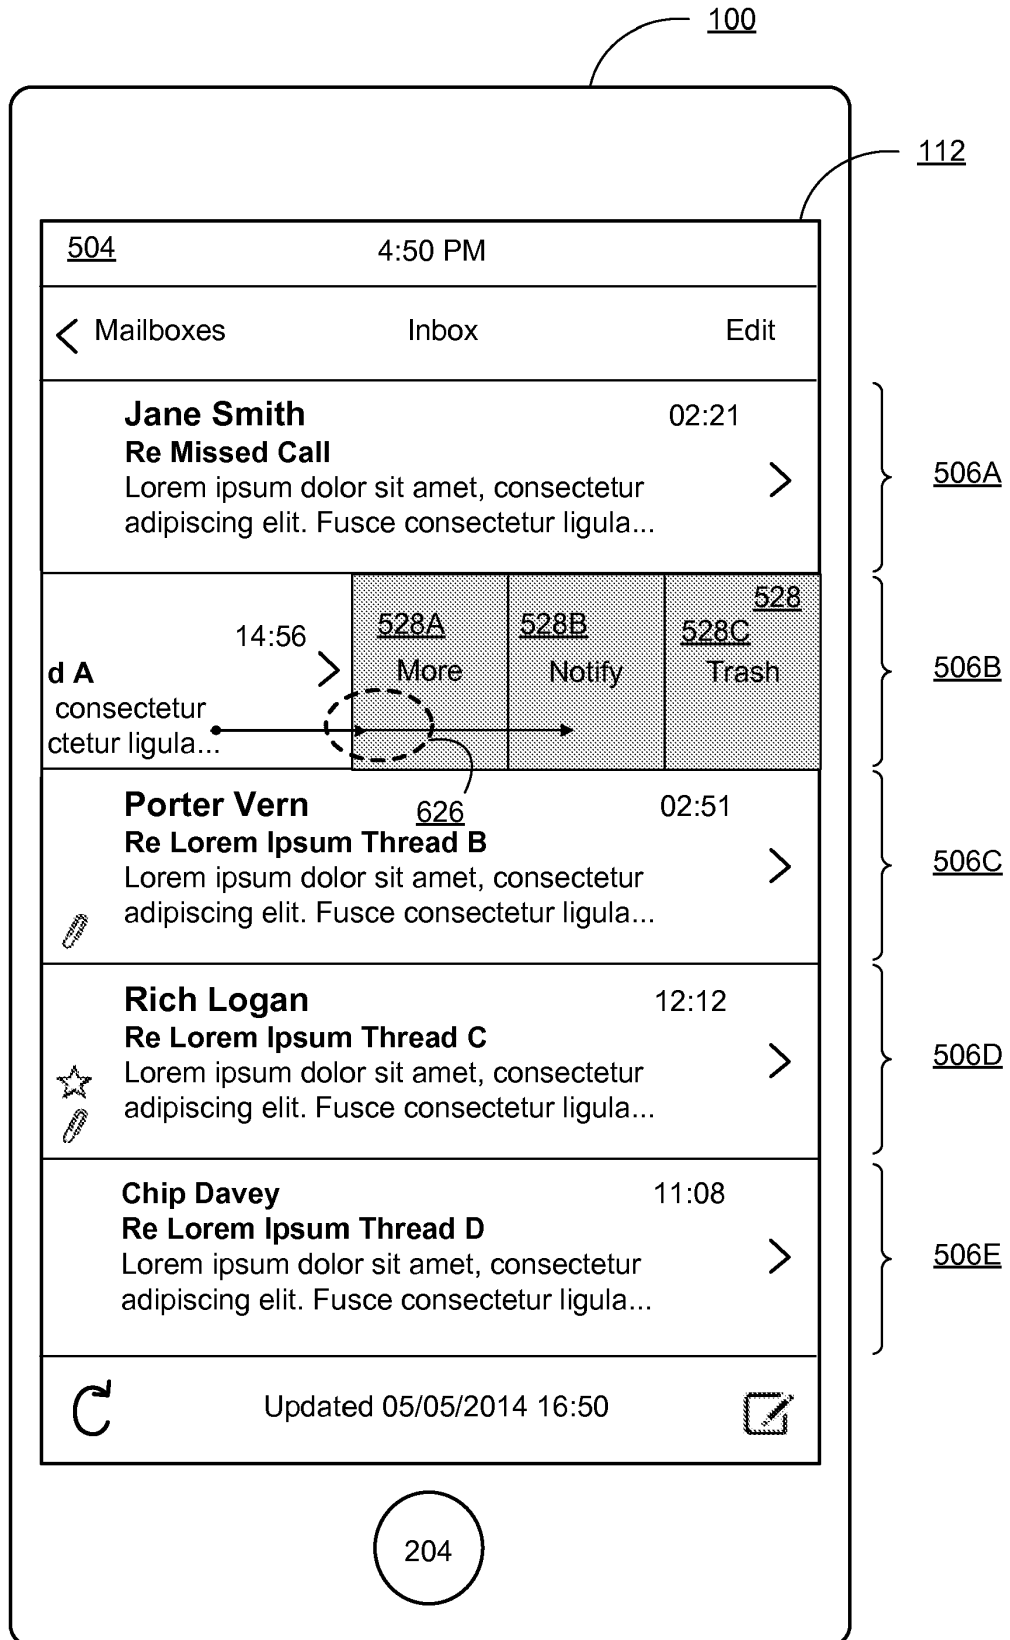 100
112
504
4:50 PM
Mailboxes Inbox Edit
Jane Smith 02:21
Re Missed Call
Lorem ipsum dolor sit amet, consectetur
adipiscing elit. Fusce consectetur ligula...
506A
528
14:56 528A 528B 528C
d A More Notify Trash
506B
consectetur
ctetur ligula...
626
Porter Vern 02:51
Re Lorem Ipsum Thread B
Lorem ipsum dolor sit amet, consectetur
adipiscing elit. Fusce consectetur ligula...
506C
Rich Logan 12:12
Re Lorem Ipsum Thread C
Lorem ipsum dolor sit amet, consectetur
adipiscing elit. Fusce consectetur ligula...
506D
Chip Davey 11:08
Re Lorem Ipsum Thread D
Lorem ipsum dolor sit amet, consectetur
adipiscing elit. Fusce consectetur ligula...
506E
Updated 05/05/2014 16:50
204